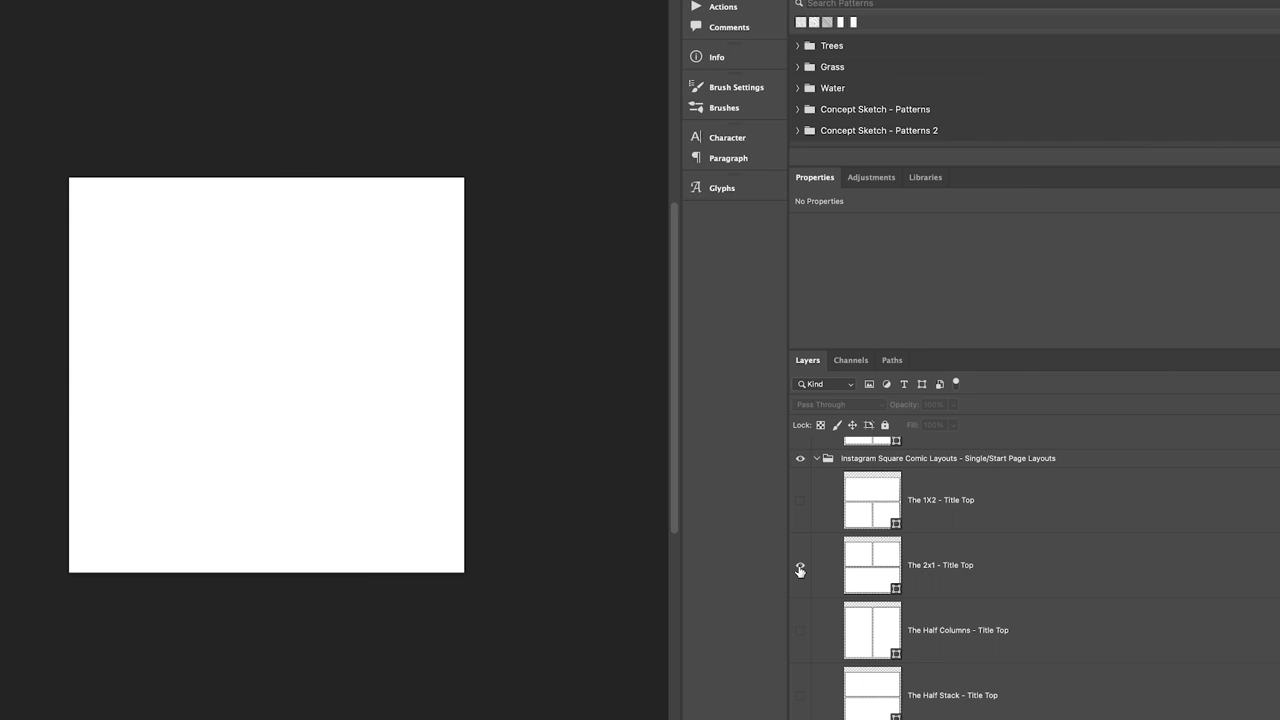 Actions
Comments
Info
Brush Settings
Brushes
Character
Paragraph
Glyphs
Search Patterns
Trees
Grass
Water
Concept Sketch - Patterns
Concept Sketch - Patterns 2
Properties Adjustments Libraries
No Properties
Layers Channels Paths
Kind
Pass Through Opacity: 100%
Lock: Fill: 100%
Instagram Square Comic Layouts - Single/Start Page Layouts
The 1X2 - Title Top
The 2x1 - Title Top
The Half Columns - Title Top
The Half Stack - Title Top